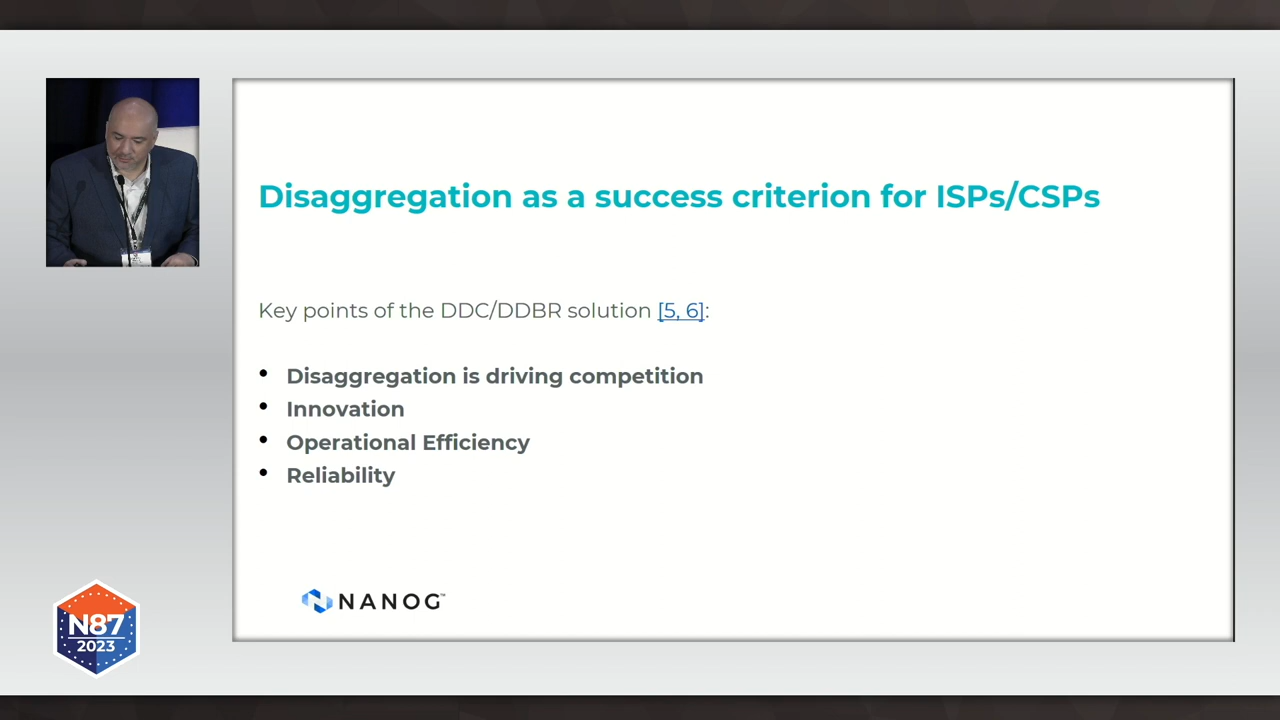 Disaggregation as a success criterion for ISPs/CSPs
Key points of the DDC/DDBR solution [5, 6]:
• Disaggregation is driving competition
• Innovation
• Operational Efficiency
• Reliability
NANOG™
N87
2023